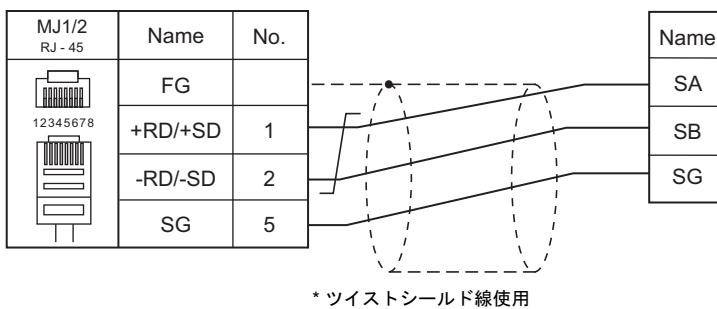 MJ1/2
RJ - 45
Name
No.
FG
12345678
+RD/+SD
1
-RD/-SD
2
SG
5
Name
SA
SB
SG
* ツイストシールド線使用